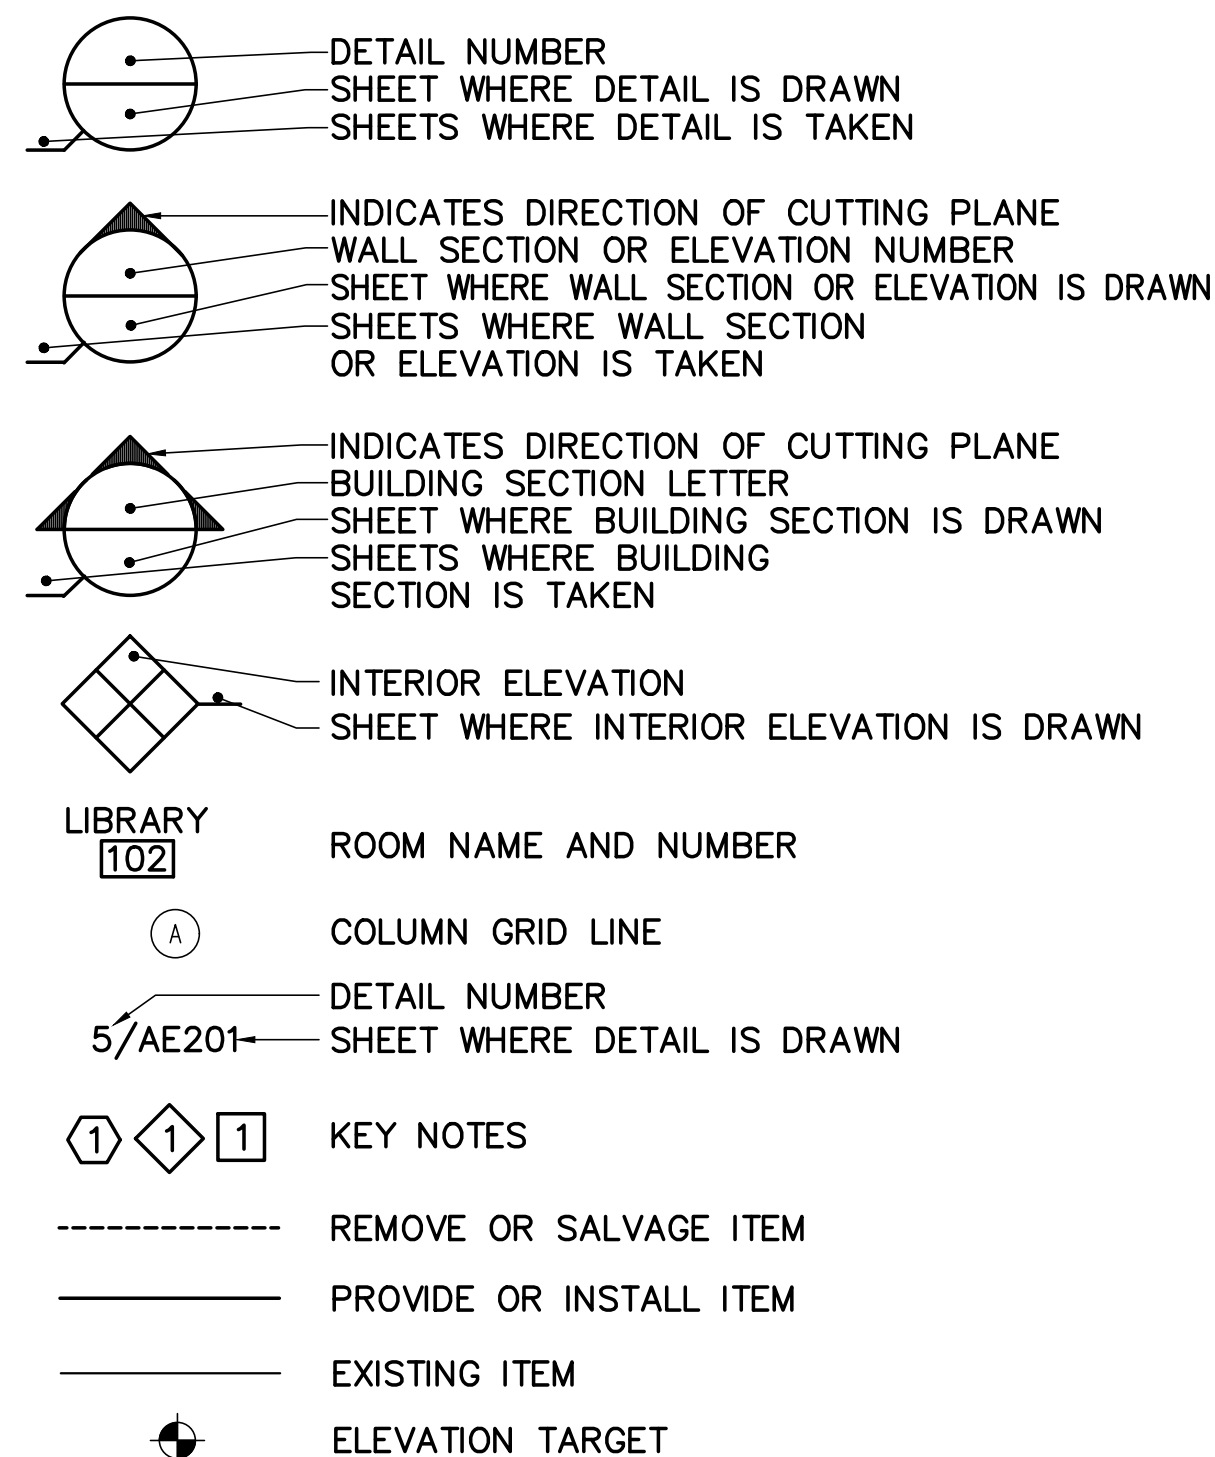 DETAIL NUMBER
SHEET WHERE DETAIL IS DRAWN
SHEETS WHERE DETAIL IS TAKEN
INDICATES DIRECTION OF CUTTING PLANE
WALL SECTION OR ELEVATION NUMBER
SHEET WHERE WALL SECTION OR ELEVATION IS DRAWN
SHEETS WHERE WALL SECTION
OR ELEVATION IS TAKEN
INDICATES DIRECTION OF CUTTING PLANE
BUILDING SECTION LETTER
SHEET WHERE BUILDING SECTION IS DRAWN
SHEETS WHERE BUILDING
SECTION IS TAKEN
INTERIOR ELEVATION
SHEET WHERE INTERIOR ELEVATION IS DRAWN
LIBRARY
102
ROOM NAME AND NUMBER
A
COLUMN GRID LINE
DETAIL NUMBER
5/AE201
SHEET WHERE DETAIL IS DRAWN
1 1 1
KEY NOTES
REMOVE OR SALVAGE ITEM
PROVIDE OR INSTALL ITEM
EXISTING ITEM
ELEVATION TARGET